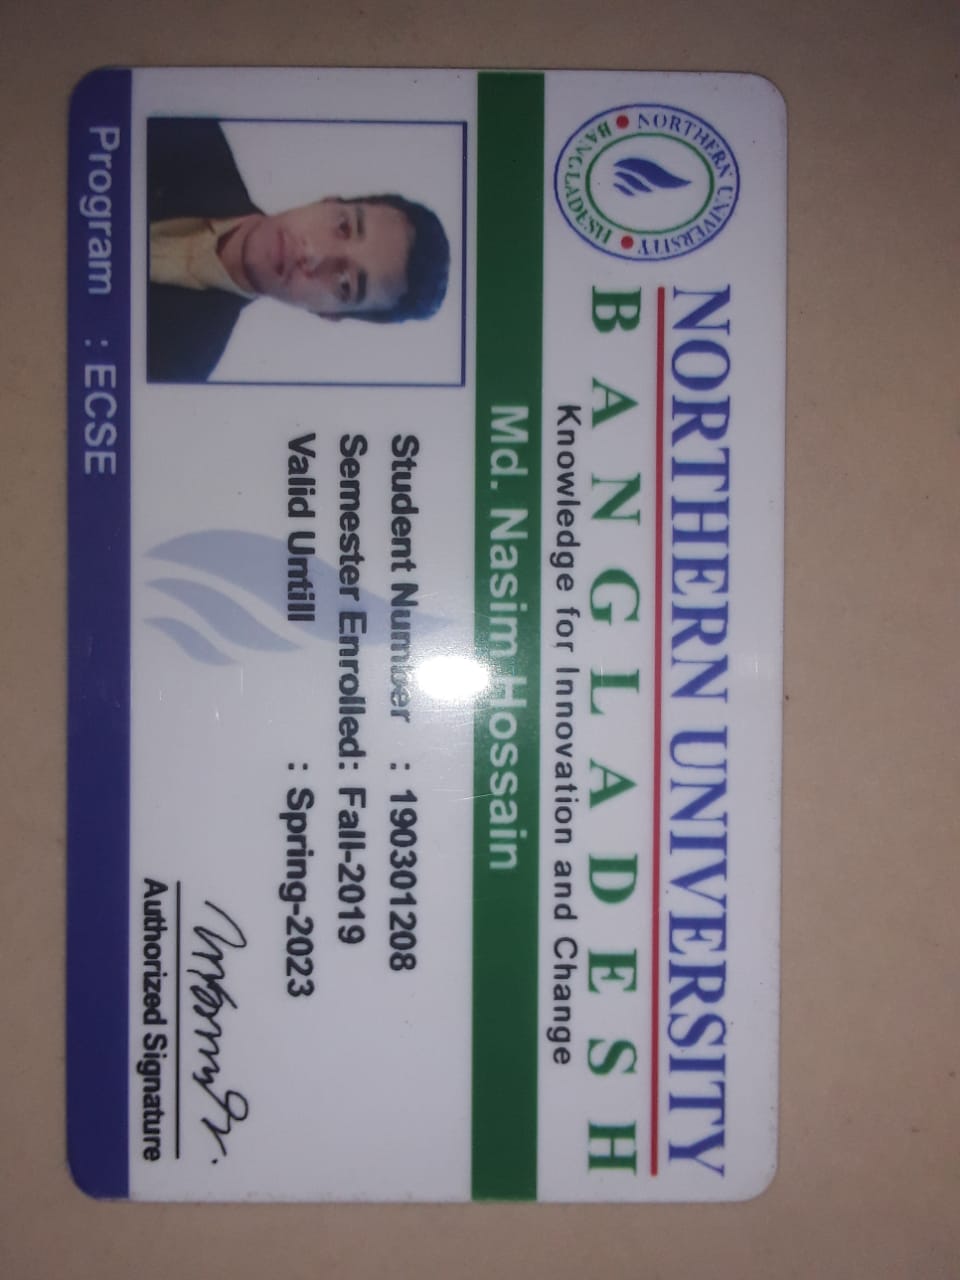 NORTHERN UNIVERSITY
BANGLADESH
NORTHERN UNIVERSITY
BANGLADESH
Knowledge for Innovation and Change
Md. Nasim Hossain
Student Number : 190301208
Semester Enrolled: Fall-2019
Valid Untill : Spring-2023
Authorized Signature
Program : ECSE